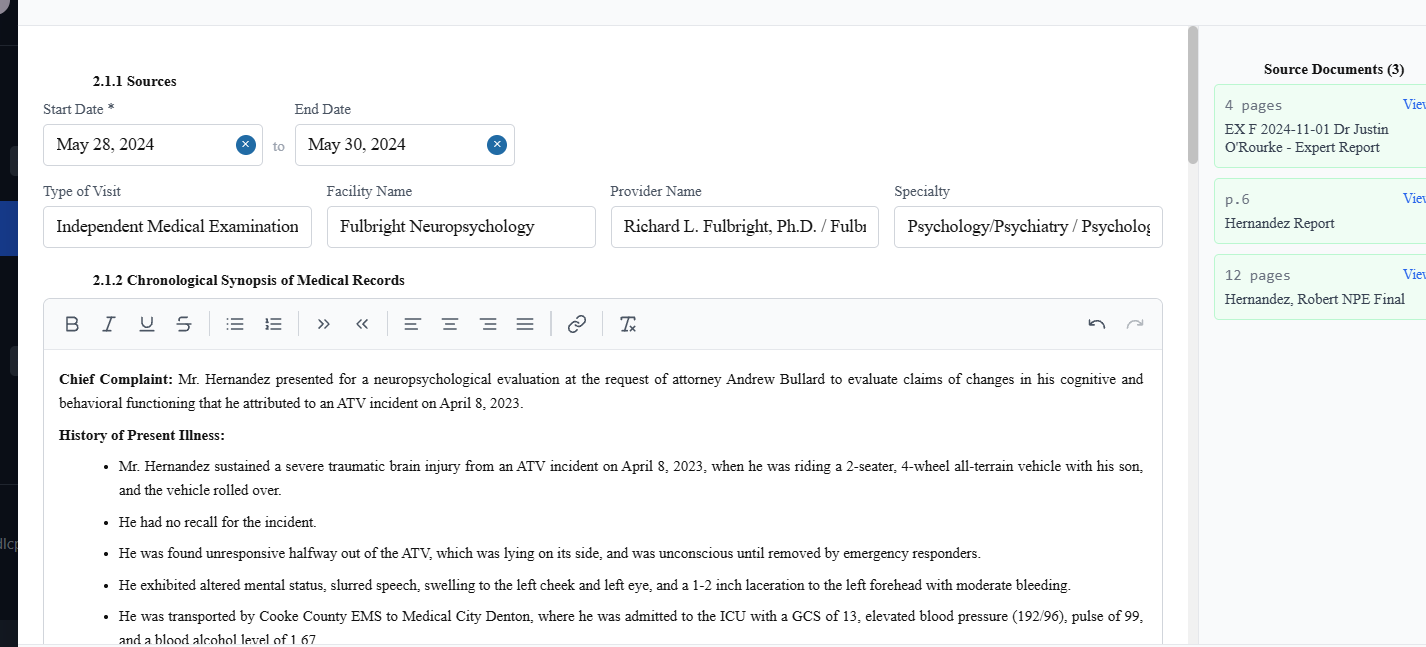 2.1.1 Sources
Start Date *
End Date
May 28, 2024
to
May 30, 2024
Type of Visit
Facility Name
Provider Name
Specialty
Independent Medical Examination
Fulbright Neuropsychology
Richard L. Fulbright, Ph.D. / Fulbr
Psychology/Psychiatry / Psycholog
2.1.2 Chronological Synopsis of Medical Records
Chief Complaint: Mr. Hernandez presented for a neuropsychological evaluation at the request of attorney Andrew Bullard to evaluate claims of changes in his cognitive and
behavioral functioning that he attributed to an ATV incident on April 8, 2023.
History of Present Illness:
• Mr. Hernandez sustained a severe traumatic brain injury from an ATV incident on April 8, 2023, when he was riding a 2-seater, 4-wheel all-terrain vehicle with his son,
and the vehicle rolled over.
• He had no recall for the incident.
• He was found unresponsive halfway out of the ATV, which was lying on its side, and was unconscious until removed by emergency responders.
• He exhibited altered mental status, slurred speech, swelling to the left cheek and left eye, and a 1-2 inch laceration to the left forehead with moderate bleeding.
• He was transported by Cooke County EMS to Medical City Denton, where he was admitted to the ICU with a GCS of 13, elevated blood pressure (192/96), pulse of 99,
and a blood alcohol level of 1.67
Source Documents (3)
4 pages
View
EX F 2024-11-01 Dr Justin
O'Rourke - Expert Report
p.6
View
Hernandez Report
12 pages
View
Hernandez, Robert NPE Final